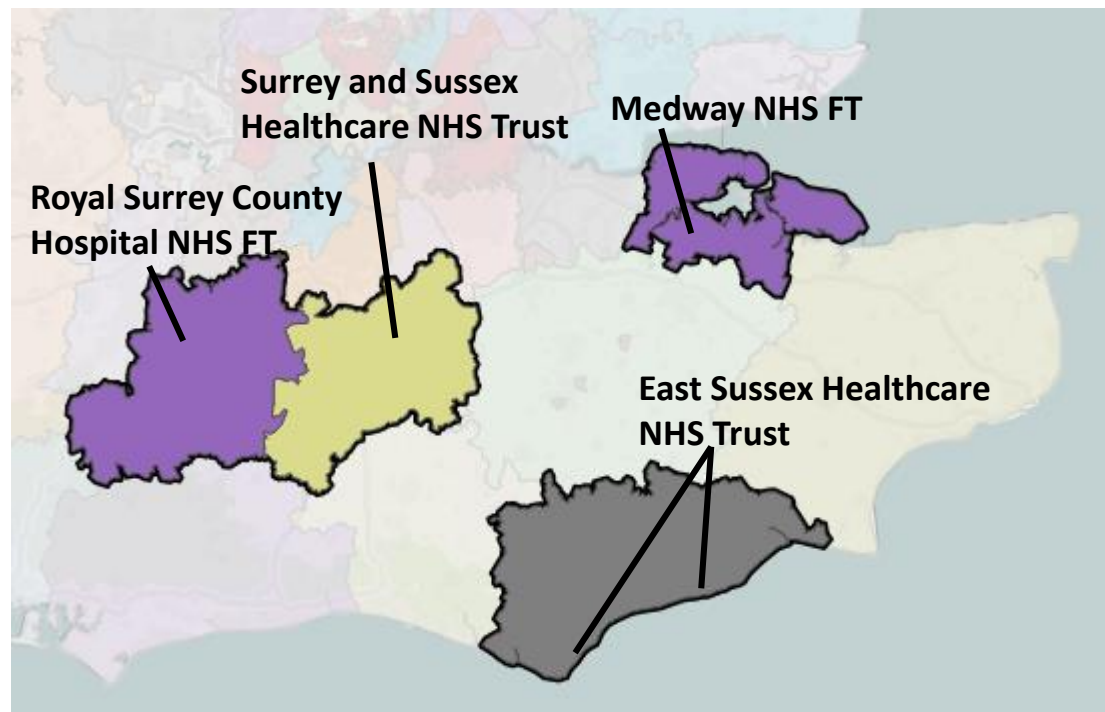 Surrey and Sussex
Healthcare NHS Trust
Medway NHS FT
Royal Surrey County
Hospital NHS FT
East Sussex Healthcare
NHS Trust